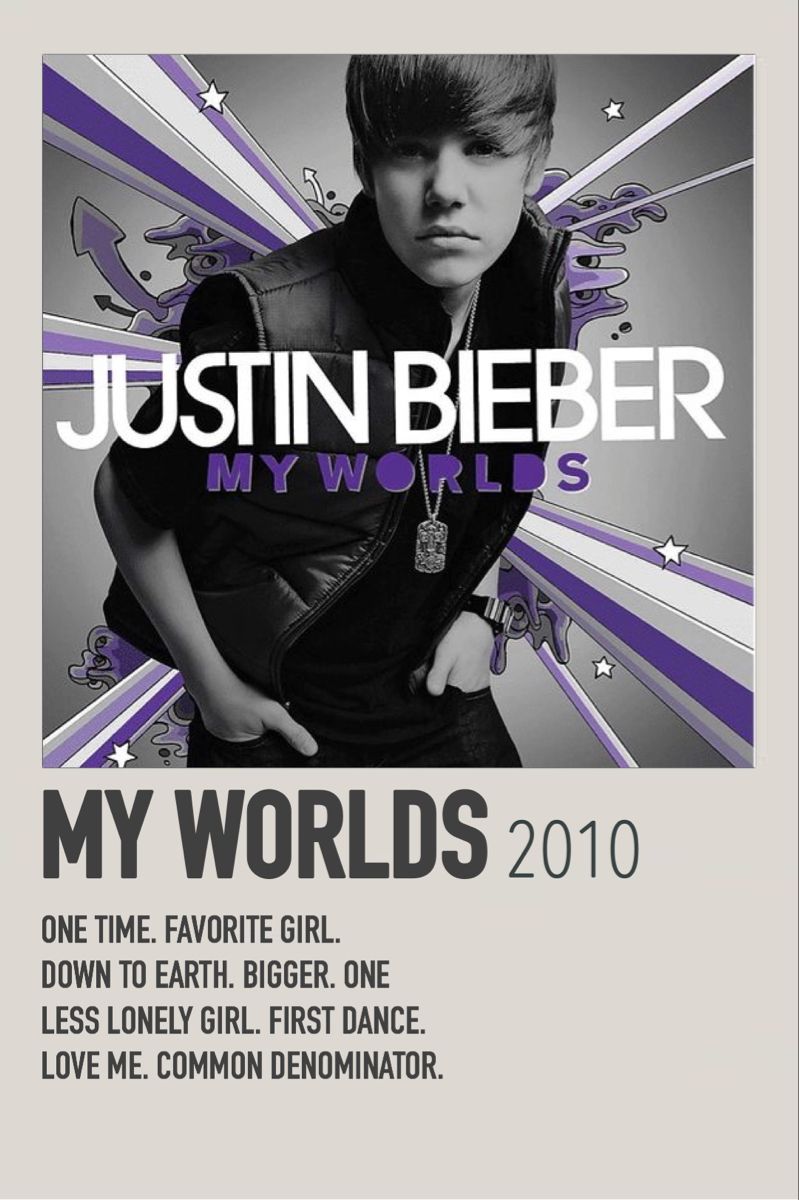 JUSTIN BIEBER
MY WORLDS
MY WORLDS 2010
ONE TIME. FAVORITE GIRL.
DOWN TO EARTH. BIGGER. ONE
LESS LONELY GIRL. FIRST DANCE.
LOVE ME. COMMON DENOMINATOR.